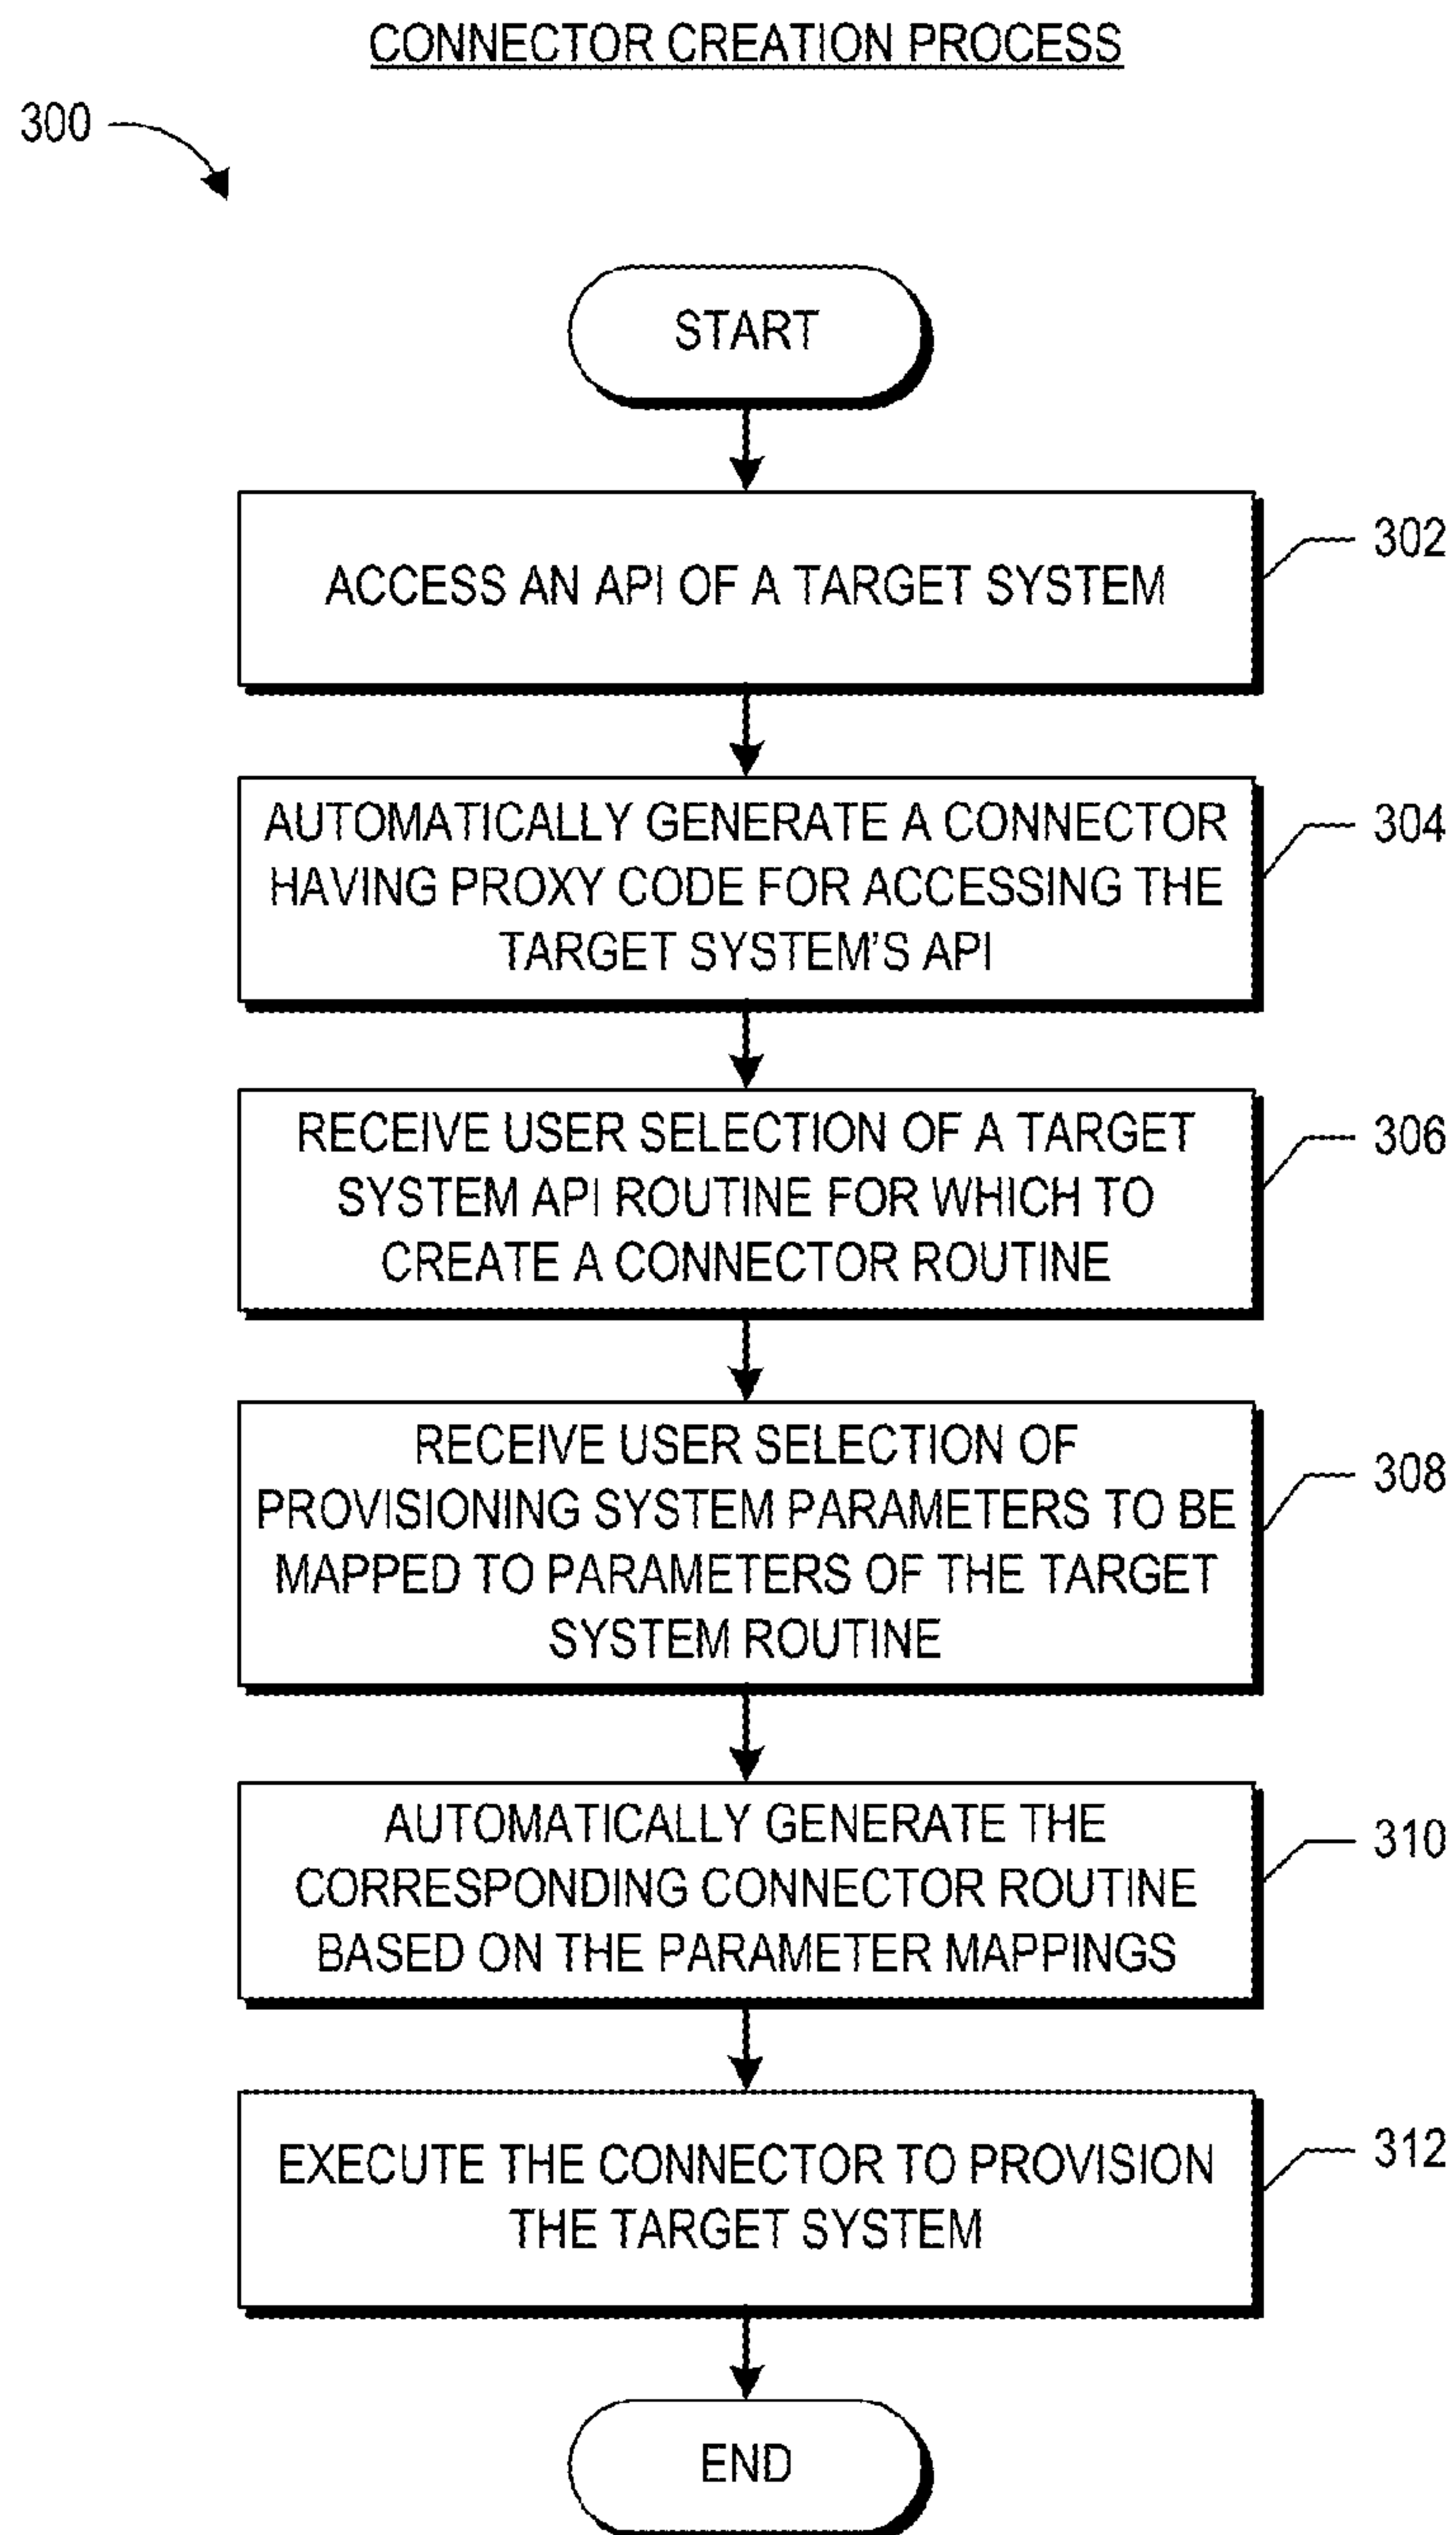 CONNECTOR CREATION PROCESS
300
START
ACCESS AN API OF A TARGET SYSTEM
302
AUTOMATICALLY GENERATE A CONNECTOR
HAVING PROXY CODE FOR ACCESSING THE
TARGET SYSTEM'S API
304
RECEIVE USER SELECTION OF A TARGET
SYSTEM API ROUTINE FOR WHICH TO
CREATE A CONNECTOR ROUTINE
306
RECEIVE USER SELECTION OF
PROVISIONING SYSTEM PARAMETERS TO BE
MAPPED TO PARAMETERS OF THE TARGET
SYSTEM ROUTINE
308
AUTOMATICALLY GENERATE THE
CORRESPONDING CONNECTOR ROUTINE
BASED ON THE PARAMETER MAPPINGS
310
EXECUTE THE CONNECTOR TO PROVISION
THE TARGET SYSTEM
312
END